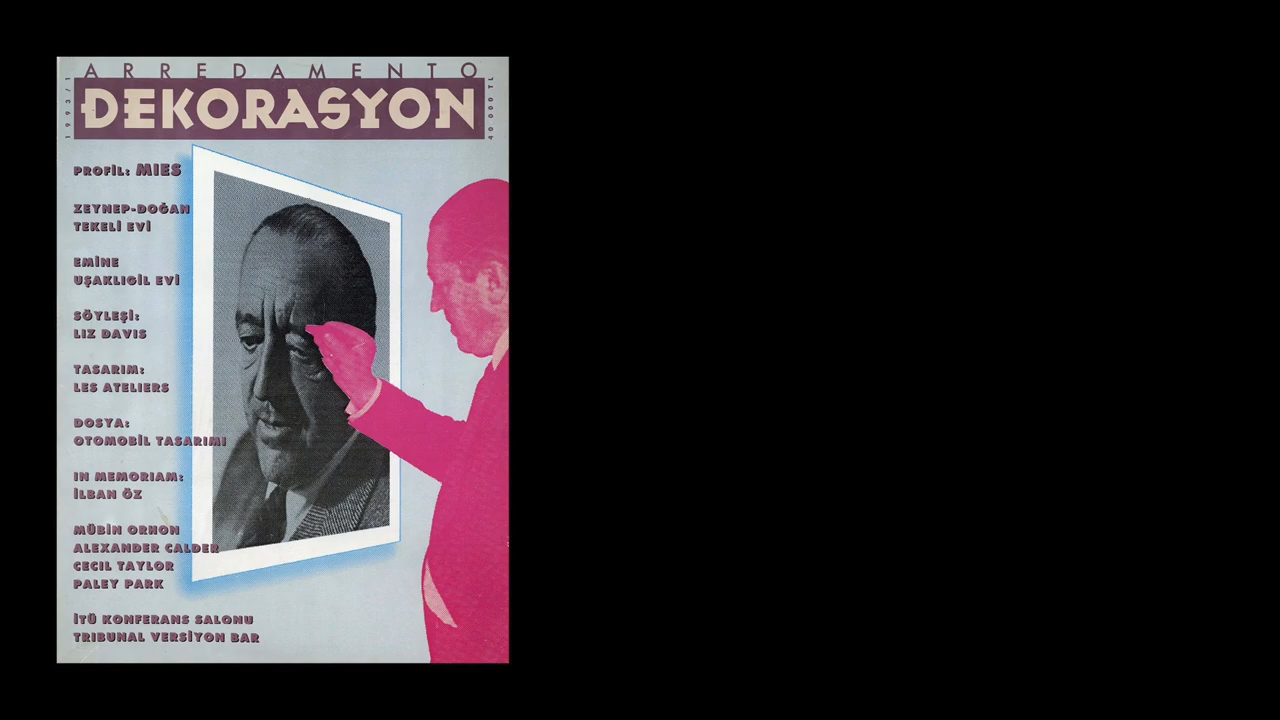 ARREDAMENTO
DEKORASYON
1993/1
40 000 TL
PROFİL: MIES
ZEYNEP-DOĞAN
TEKELİ EVİ
EMİNE
UŞAKLIGİL EVİ
SÖYLEŞİ:
LIZ DAVIS
TASARIM:
LES ATELIERS
DOSYA:
OTOMOBİL TASARIMI
IN MEMORIAM:
İLBAN ÖZ
MÜBİN ORHON
ALEXANDER CALDER
CECIL TAYLOR
PALEY PARK
İTÜ KONFERANS SALONU
TRIBUNAL VERSİYON BAR